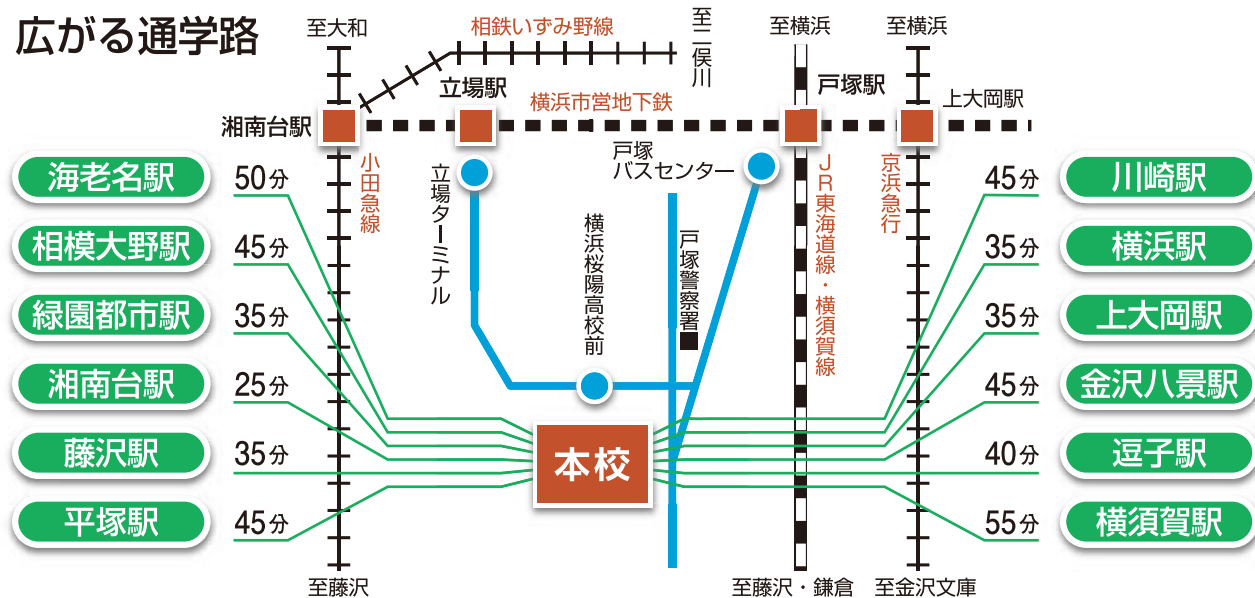 広がる通学路
至大和
相鉄いずみ野線
至二俣川
至横浜
至横浜
立場駅
横浜市営地下鉄
戸塚駅
上大岡駅
湘南台駅
小田急線
立場ターミナル
戸塚
バスセンター
横浜桜陽高校前
戸塚警察署
JR東海道線・横須賀線
京浜急行
海老名駅 50分
相模大野駅 45分
緑園都市駅 35分
湘南台駅 25分
藤沢駅 35分
平塚駅 45分
本校
45分 川崎駅
35分 横浜駅
35分 上大岡駅
45分 金沢八景駅
40分 逗子駅
55分 横須賀駅
至藤沢
至藤沢・鎌倉
至金沢文庫